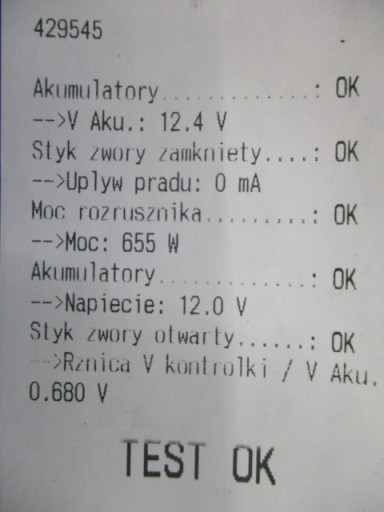 429545
Akumulatory.............: OK
-->V Aku.: 12.4 V
Styk zwory zamkniety....: OK
-->Uplyw pradu: 0 mA
Moc rozrusznika.........: OK
-->Moc: 655 W
Akumulatory.............: OK
-->Napiecie: 12.0 V
Styk zwory otwarty......: OK
-->Rznica V kontrolki / V Aku.
0.680 V
TEST OK